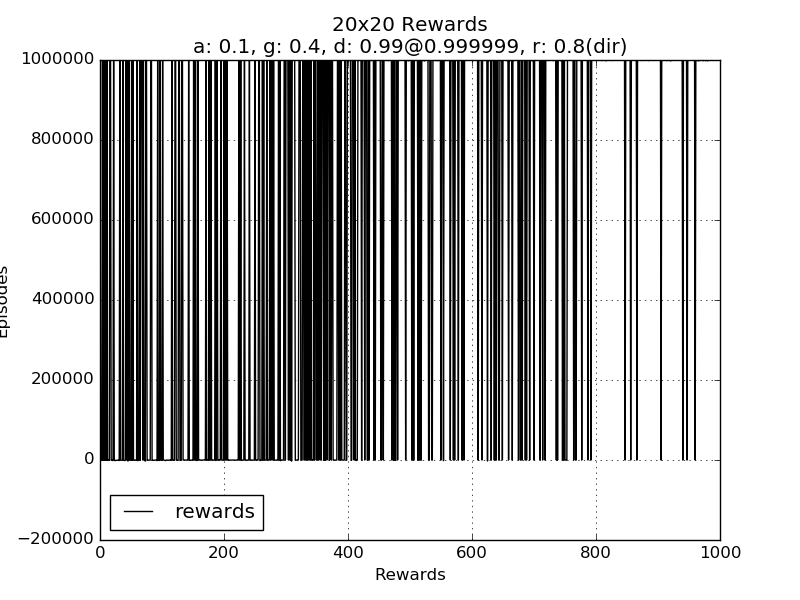 20x20 Rewards
a: 0.1, g: 0.4, d: 0.99@0.999999, r: 0.8(dir)
1000000
800000
600000
400000
200000
0
−200000
Episodes
rewards
0 200 400 600 800 1000
Rewards